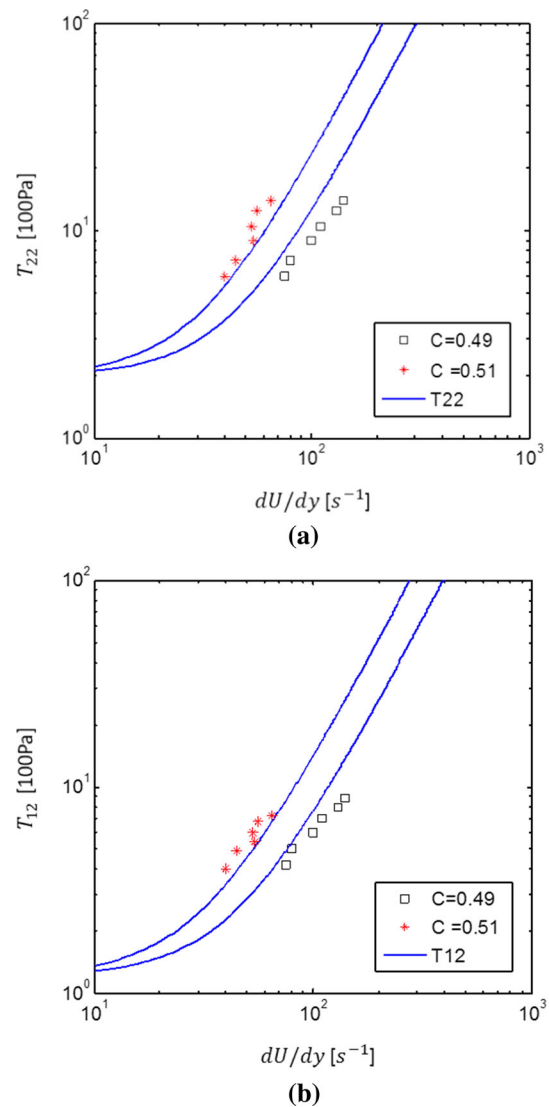 10²
10¹
10⁰
T₂₂ [100Pa]
C=0.49
C =0.51
T22
10¹
10²
10³
dU/dy [s⁻¹]
(a)
10²
10¹
10⁰
T₁₂ [100Pa]
C=0.49
C =0.51
T12
10¹
10²
10³
dU/dy [s⁻¹]
(b)